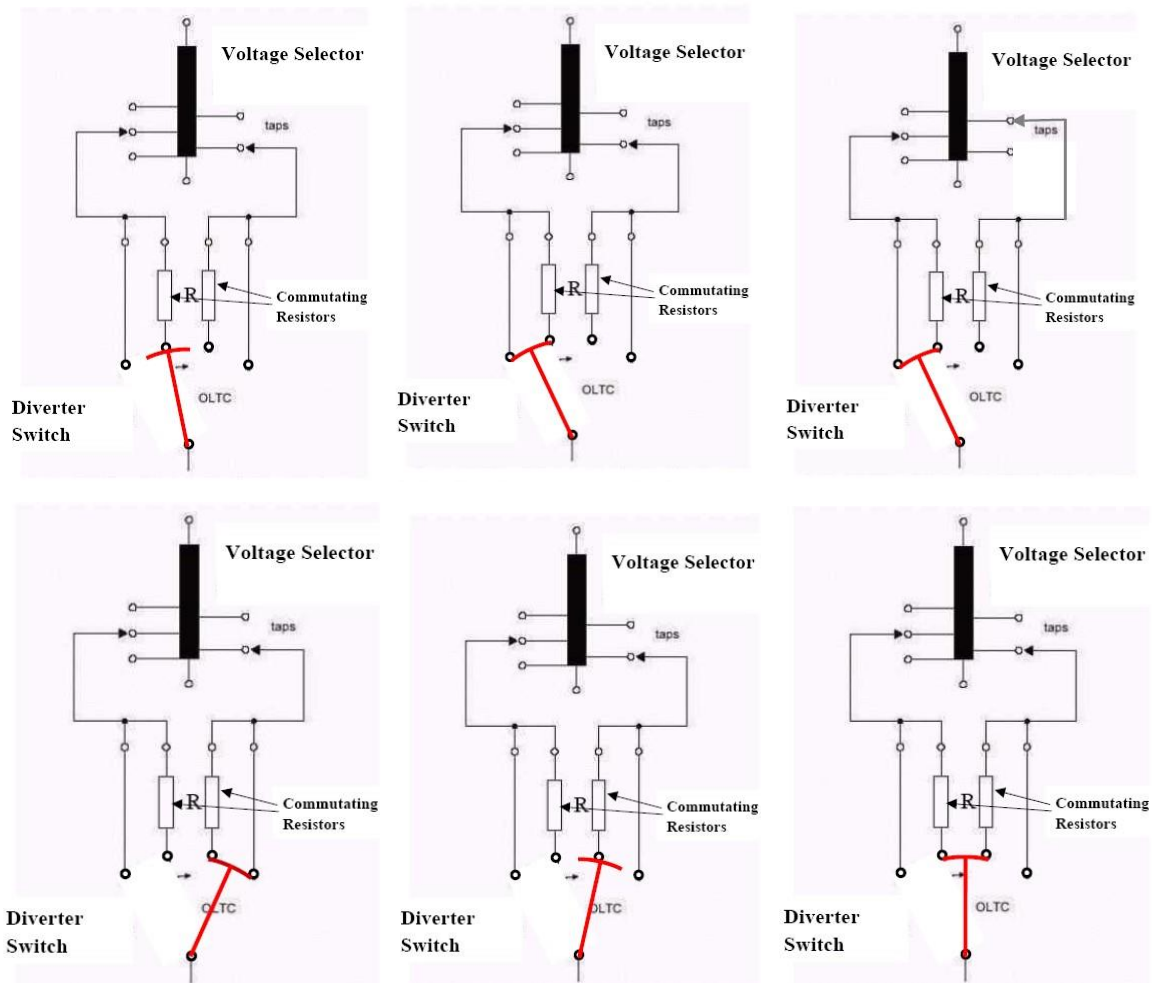 Voltage Selector
taps
R
Commutating
Resistors
OLTC
Diverter
Switch
Voltage Selector
taps
R
Commutating
Resistors
OLTC
Diverter
Switch
Voltage Selector
taps
R
Commutating
Resistors
OLTC
Diverter
Switch
Voltage Selector
taps
R
Commutating
Resistors
OLTC
Diverter
Switch
Voltage Selector
taps
R
Commutating
Resistors
OLTC
Diverter
Switch
Voltage Selector
taps
R
Commutating
Resistors
OLTC
Diverter
Switch